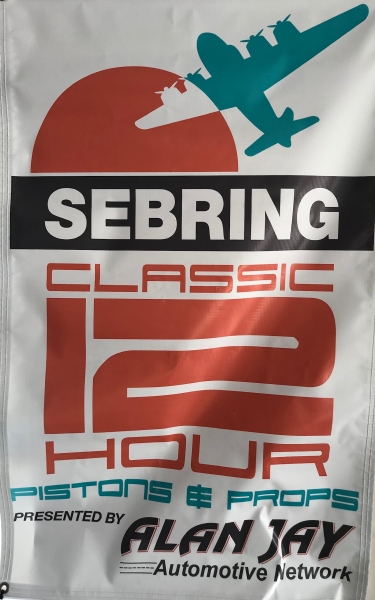 SEBRING
CLASSIC
12
HOUR
PISTONS & PROPS
PRESENTED BY
ALAN JAY
Automotive Network